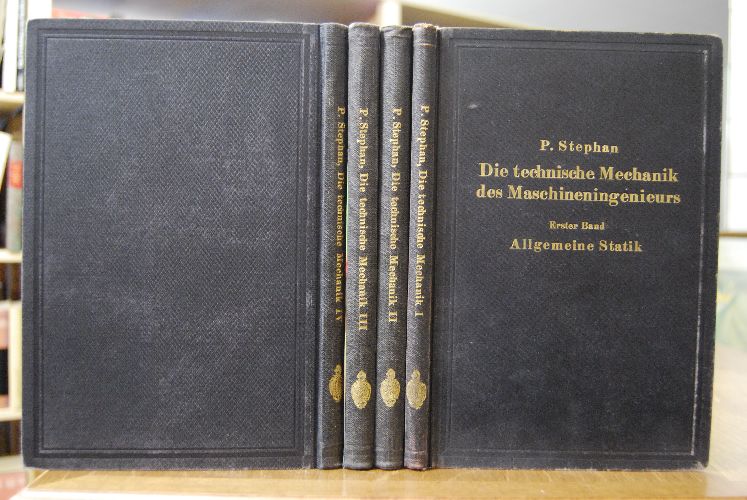 P. Stephan, Die technische Mechanik IV
P. Stephan, Die technische Mechanik III
P. Stephan, Die technische Mechanik II
P. Stephan, Die technische Mechanik I
P. Stephan
Die technische Mechanik
des Maschineningenieurs
Erster Band
Allgemeine Statik